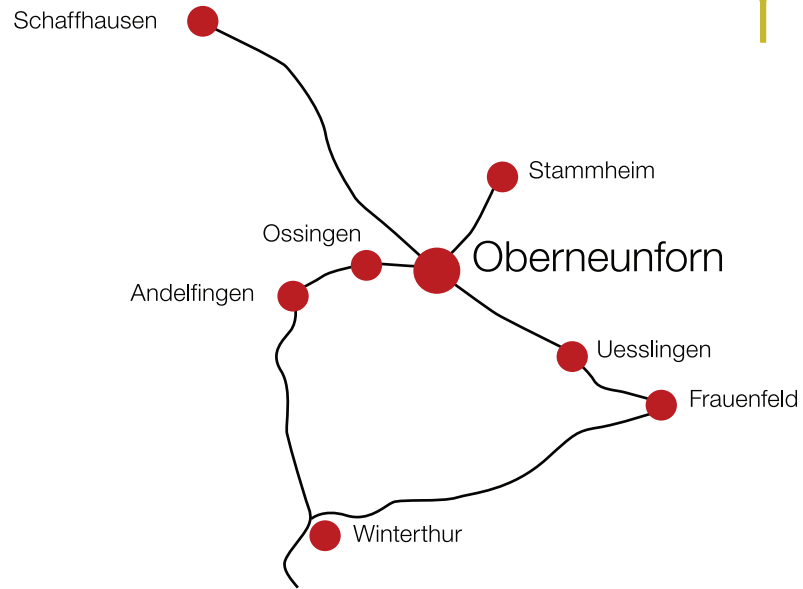 Schaffhausen
Stammheim
Ossingen
Oberneunforn
Andelfingen
Uesslingen
Frauenfeld
Winterthur